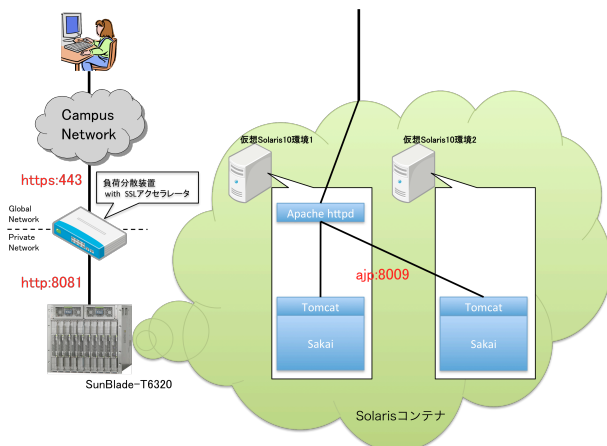 Campus
Network
https:443
負荷分散装置
with SSLアクセラレータ
Global
Network
Private
Network
http:8081
SunBlade-T6320
仮想Solaris10環境1
仮想Solaris10環境2
Apache httpd
ajp:8009
Tomcat
Sakai
Tomcat
Sakai
Solarisコンテナ